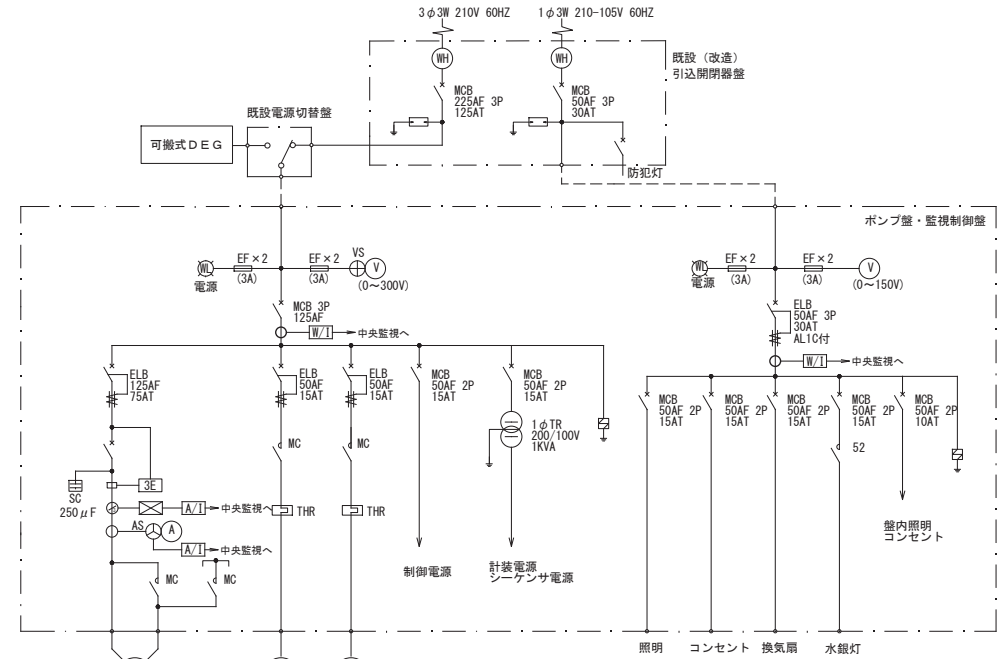 3φ3W 210V 60HZ
1φ3W 210-105V 60HZ
既設（改造）
引込開閉器盤
WH
WH
MCB
225AF 3P
125AT
MCB
50AF 3P
30AT
既設電源切替盤
可搬式DEG
防犯灯
ポンプ盤・監視制御盤
WL
電源
EF×2
(3A)
EF×2
(3A)
VS
V
(0～300V)
WL
電源
EF×2
(3A)
EF×2
(3A)
V
(0～150V)
MCB 3P
125AF
W/I
中央監視へ
ELB
50AF 3P
30AT
AL1C付
W/I
中央監視へ
ELB
125AF
75AT
ELB
50AF
15AT
ELB
50AF
15AT
MCB
50AF 2P
15AT
MCB
50AF 2P
15AT
MCB
50AF 2P
15AT
MCB
50AF 2P
15AT
MCB
50AF 2P
15AT
MCB
50AF 2P
15AT
MCB
50AF 2P
10AT
MC
MC
1φTR
200/100V
1KVA
52
SC
250μF
3E
A/I
中央監視へ
THR
THR
AS
A
A/I
中央監視へ
MC
MC
制御電源
計装電源
シーケンサ電源
盤内照明
コンセント
照明
コンセント
換気扇
水銀灯